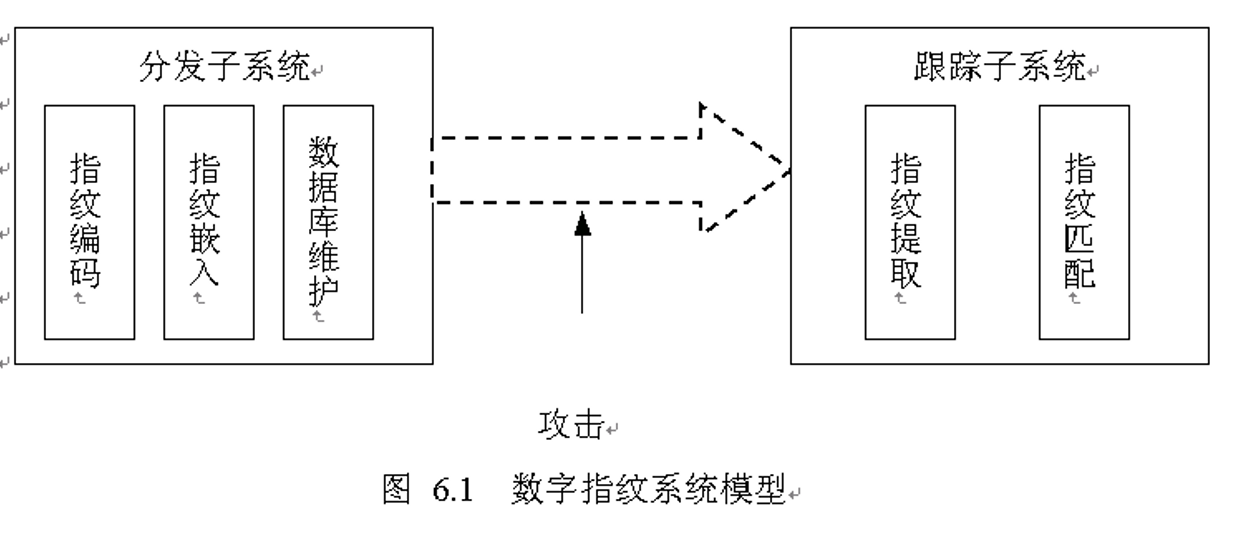 分发子系统
指纹编码
指纹嵌入
数据库维护
跟踪子系统
指纹提取
指纹匹配
攻击
图 6.1 数字指纹系统模型